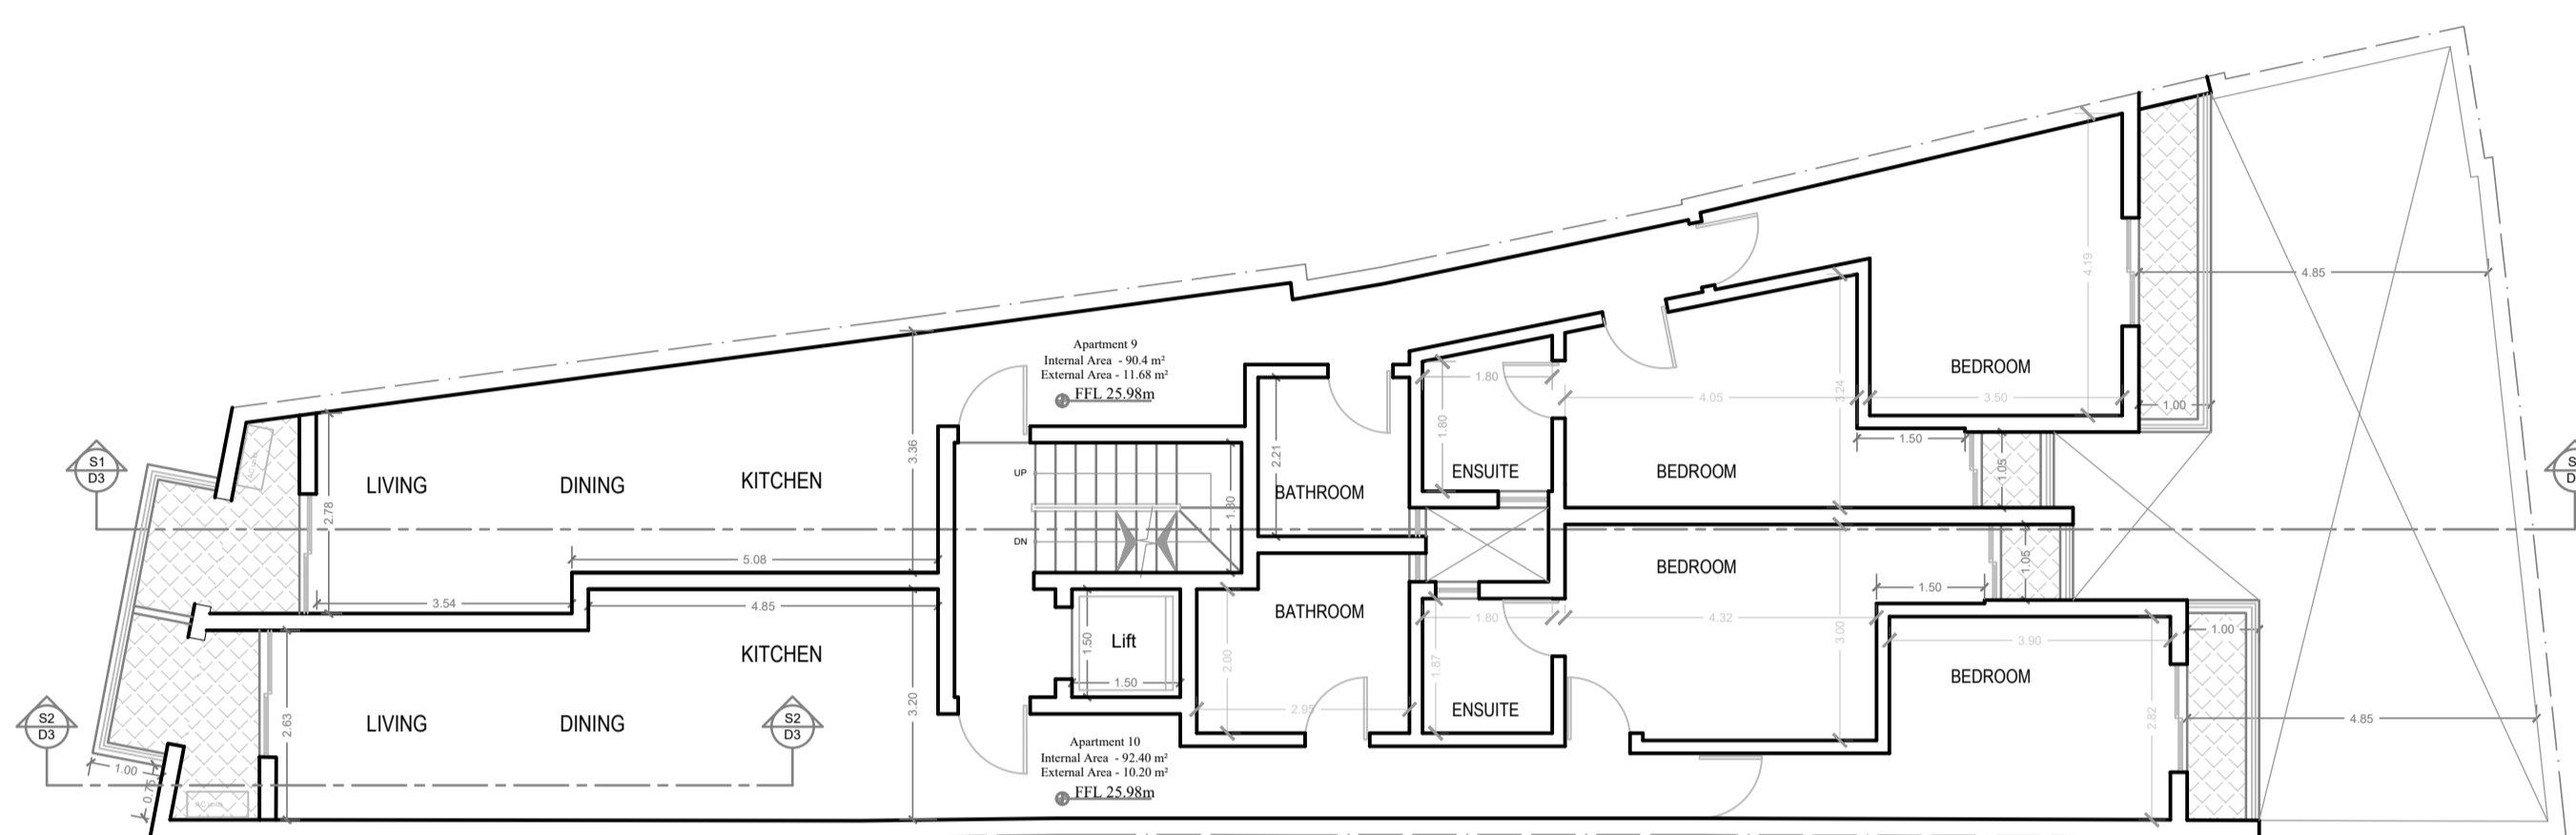 4.19
4.85
Apartment 9
Internal Area - 90.4 m²
External Area - 11.68 m²
FFL 25.98m
BEDROOM
1.80
4.05
3.24
3.50
1.00
1.80
3.36
2.21
1.50
S1
D3
LIVING
DINING
KITCHEN
UP
BATHROOM
ENSUITE
BEDROOM
1.05
2.78
1.80
DN
5.08
1.05
BEDROOM
1.50
3.54
4.85
BATHROOM
1.80
4.32
3.00
1.00
3.90
KITCHEN
1.50
Lift
2.00
1.87
BEDROOM
1.50
S2
D3
LIVING
DINING
S2
D3
2.63
3.20
2.95
ENSUITE
2.82
4.85
Apartment 10
Internal Area - 92.40 m²
External Area - 10.20 m²
FFL 25.98m
1.00